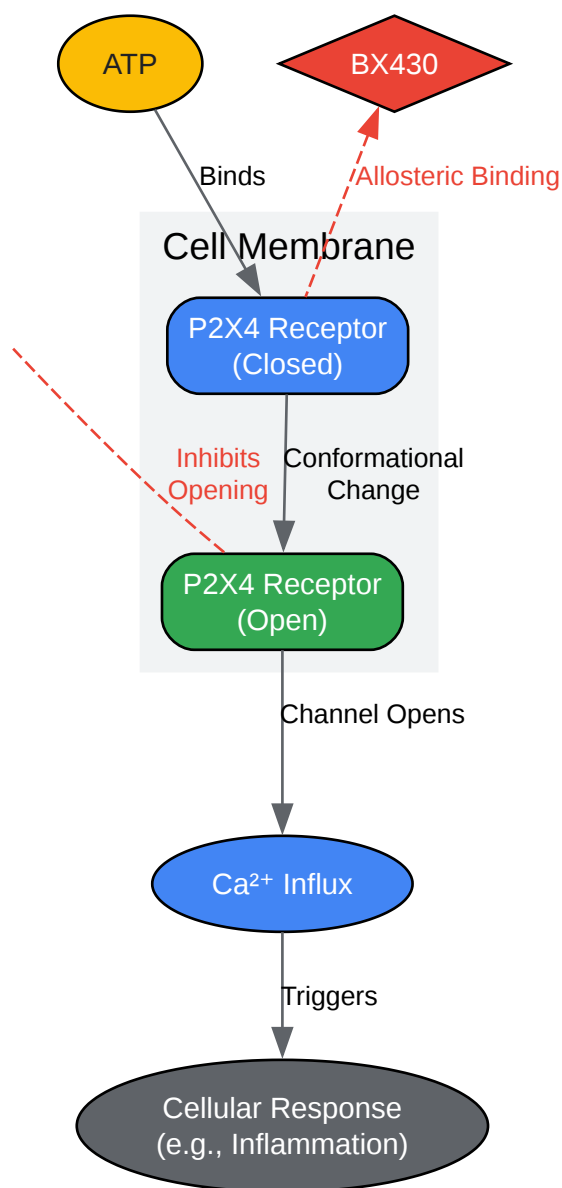 ATP
BX430
Binds
Allosteric Binding
Cell Membrane
P2X4 Receptor
(Closed)
Inhibits
Opening
Conformational
Change
P2X4 Receptor
(Open)
Channel Opens
Ca²⁺ Influx
Triggers
Cellular Response
(e.g., Inflammation)